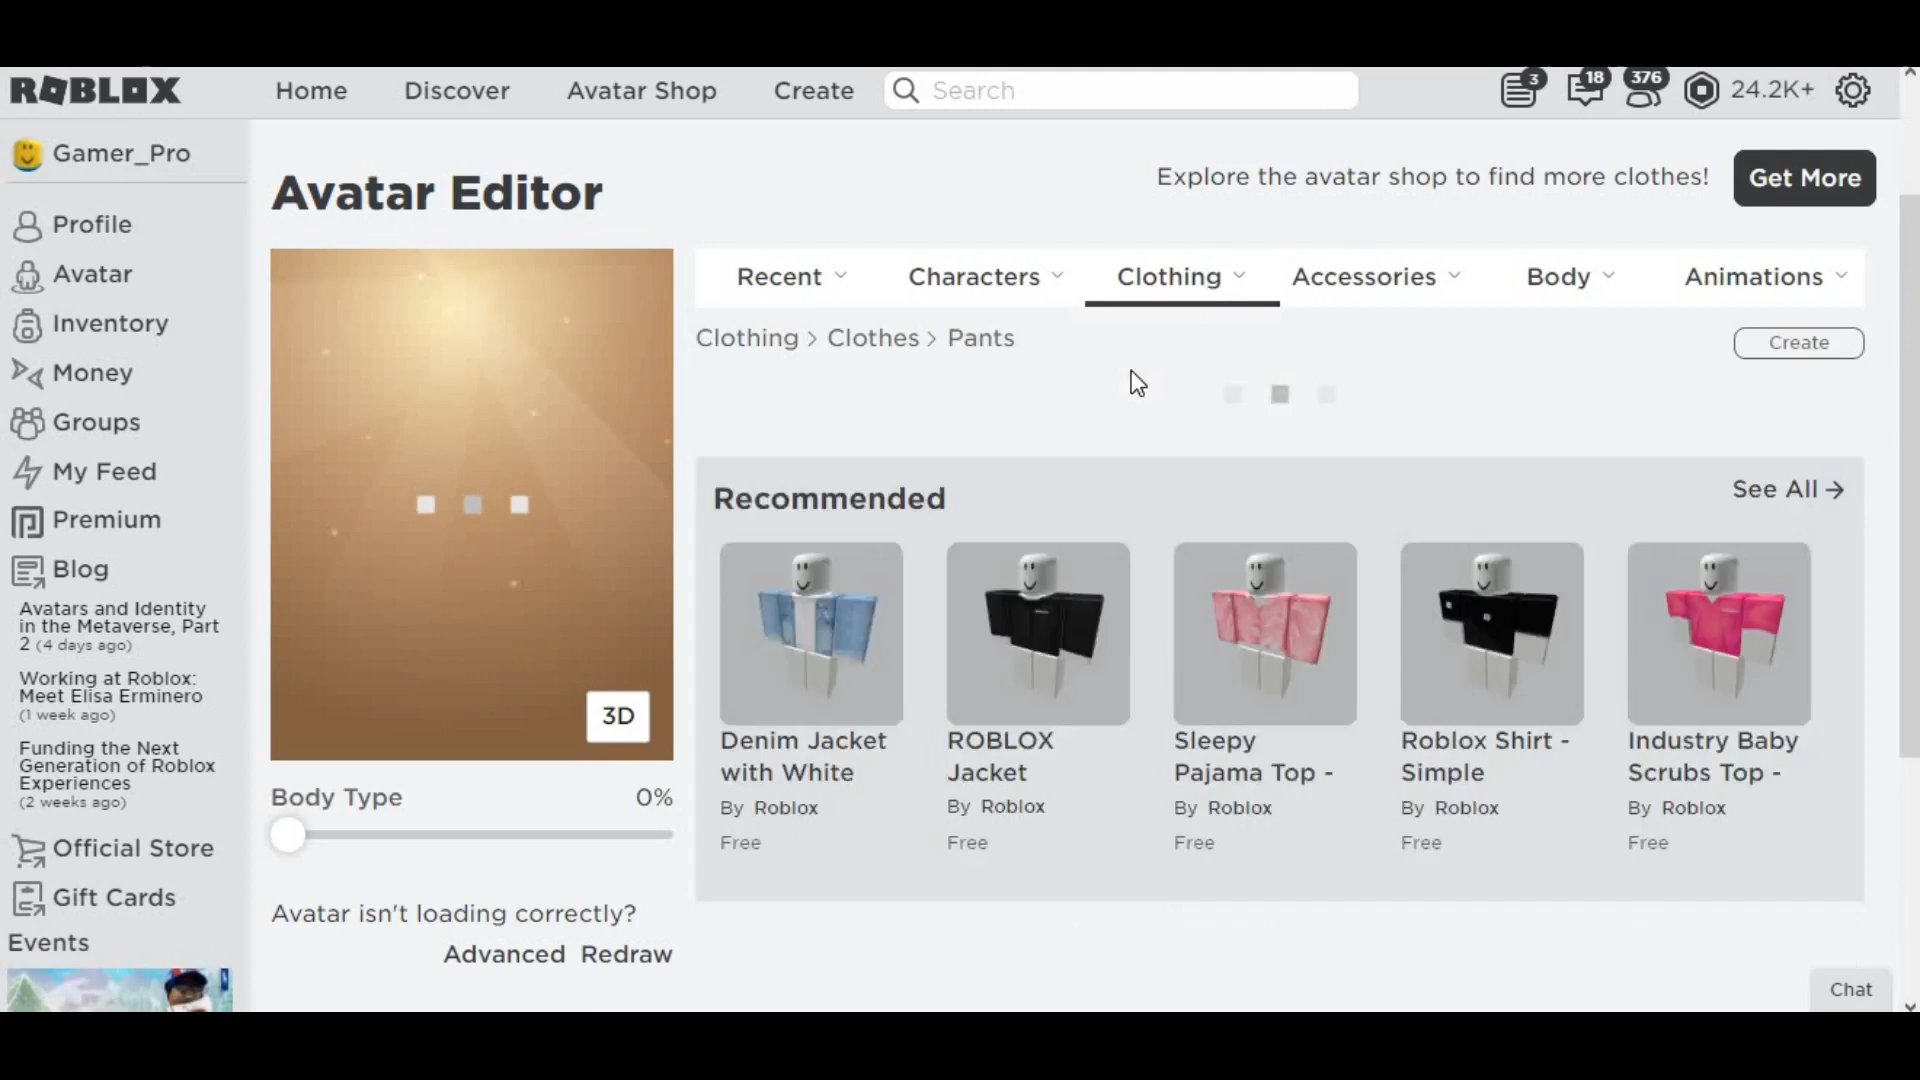 ROBLOX
Home
Discover
Avatar Shop
Create
Search
3
18
376
24.2K+
Gamer_Pro
Profile
Avatar
Inventory
Money
Groups
My Feed
Premium
Blog
Avatars and Identity
in the Metaverse, Part
2 (4 days ago)
Working at Roblox:
Meet Elisa Erminero
(1 week ago)
Funding the Next
Generation of Roblox
Experiences
(2 weeks ago)
Official Store
Gift Cards
Events
Avatar Editor
Explore the avatar shop to find more clothes!
Get More
3D
Body Type
0%
Avatar isn't loading correctly?
Advanced
Redraw
Recent
Characters
Clothing
Accessories
Body
Animations
Clothing > Clothes > Pants
Create
Recommended
See All
Denim Jacket
with White
By Roblox
Free
ROBLOX
Jacket
By Roblox
Free
Sleepy
Pajama Top -
By Roblox
Free
Roblox Shirt -
Simple
By Roblox
Free
Industry Baby
Scrubs Top -
By Roblox
Free
Chat